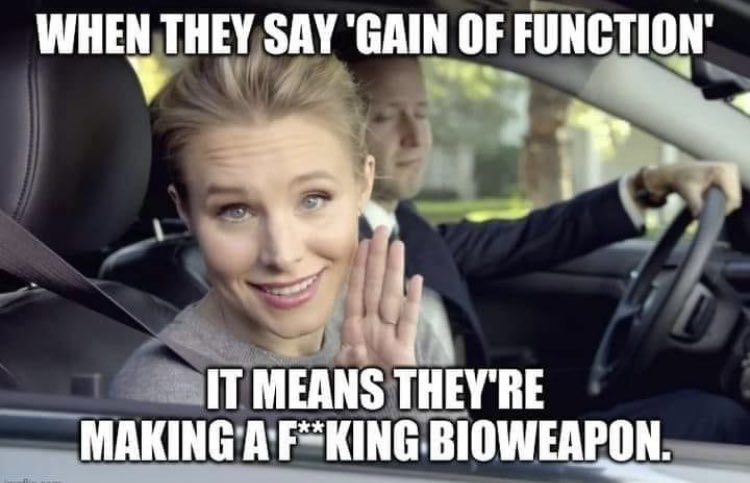 WHEN THEY SAY 'GAIN OF FUNCTION'
IT MEANS THEY'RE
MAKING A F**KING BIOWEAPON.